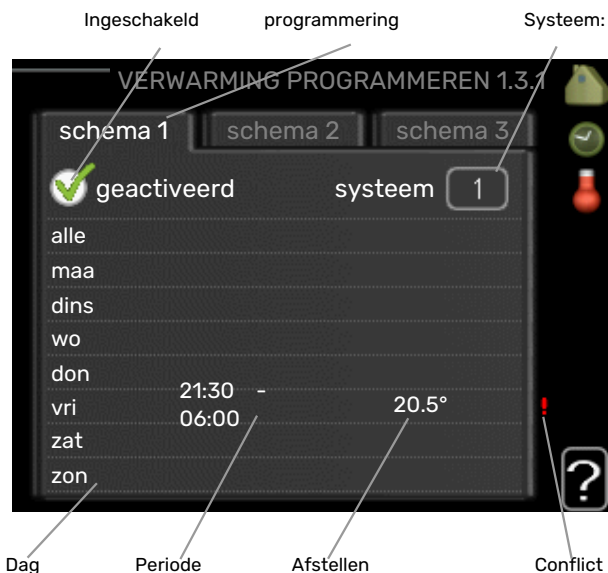 Ingeschakeld programmering Systeem:
VERWARMING PROGRAMMEREN 1.3.1
schema 1 schema 2 schema 3
geactiveerd systeem 1
alle
maa
dins
wo
don
vri 21:30 - 20.5° !
06:00
zat
zon
?
Dag Periode Afstellen Conflict